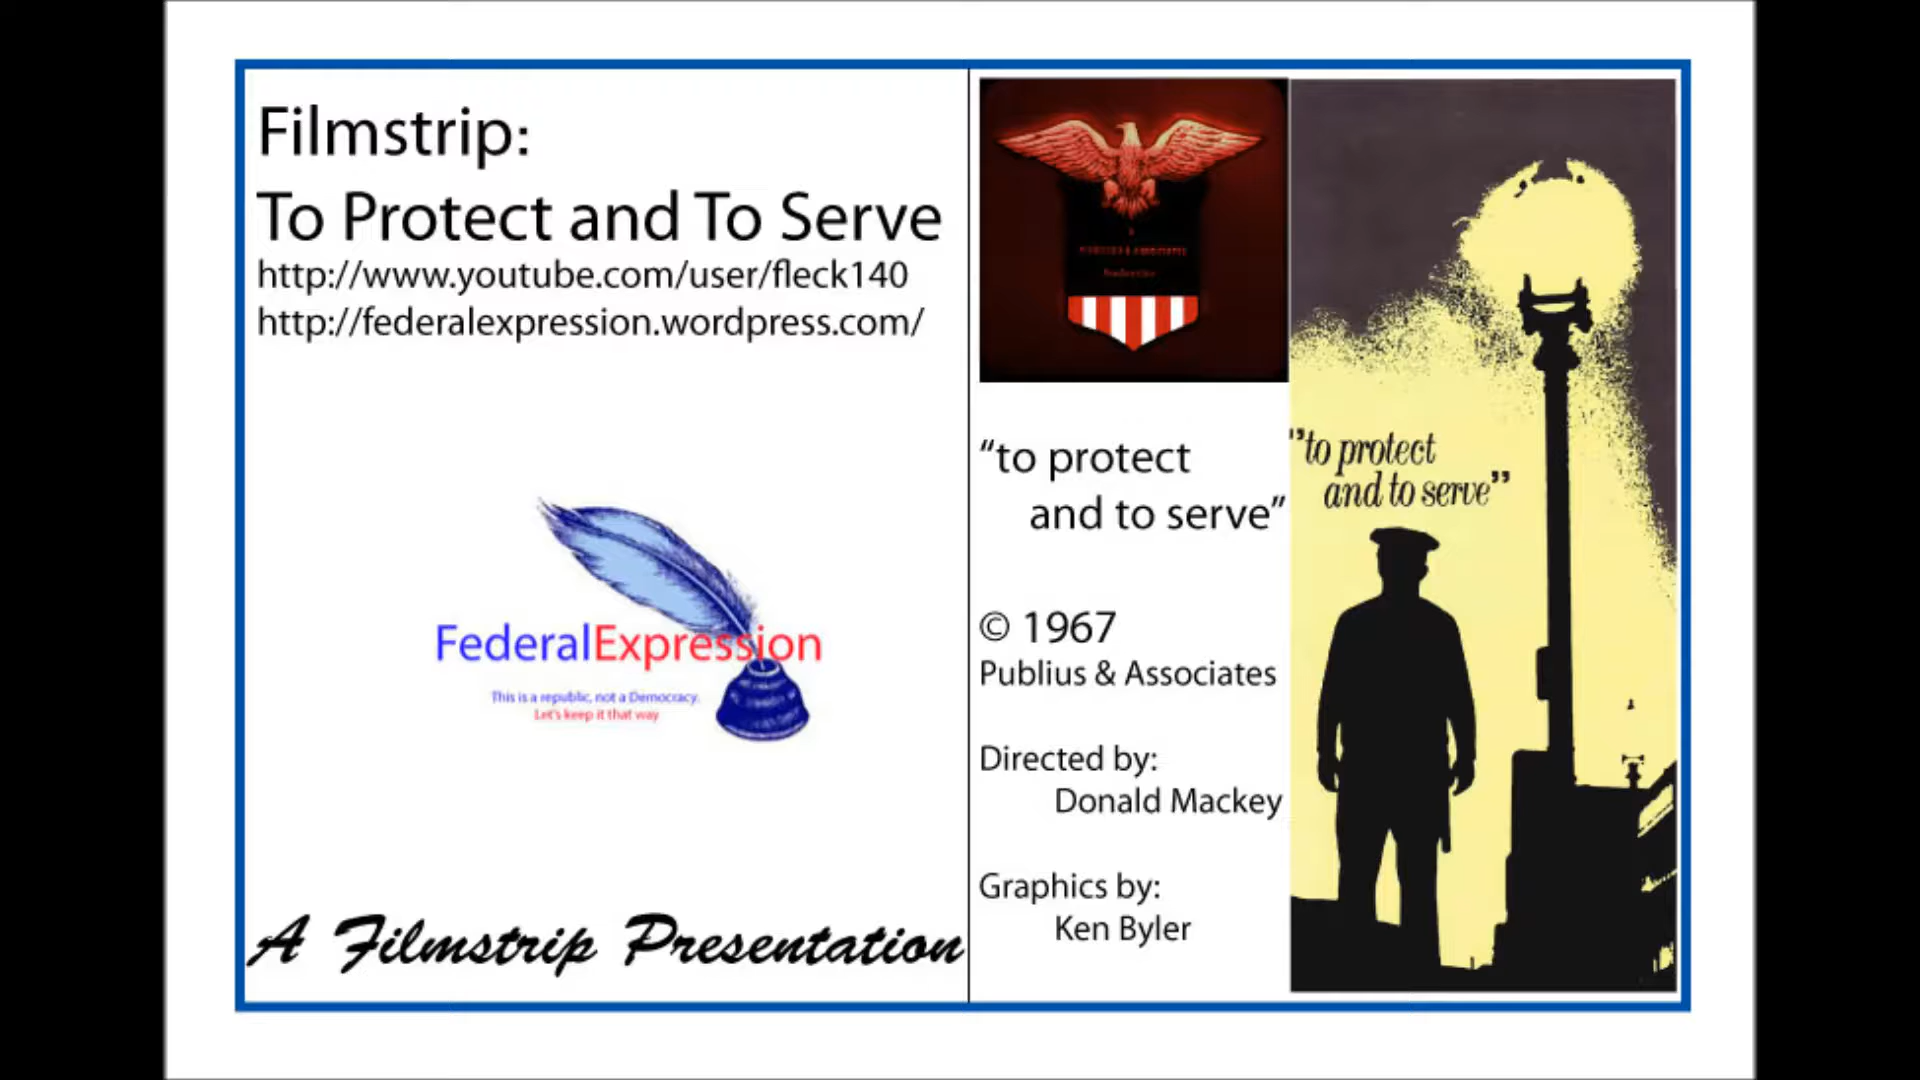 Filmstrip:
To Protect and To Serve
http://www.youtube.com/user/fleck140
http://federalexpression.wordpress.com/
FederalExpression
This is a republic, not a Democracy.
Let's keep it that way
A Filmstrip Presentation
“to protect
and to serve”
© 1967
Publius & Associates
Directed by:
Donald Mackey
Graphics by:
Ken Byler
”to protect
and to serve”